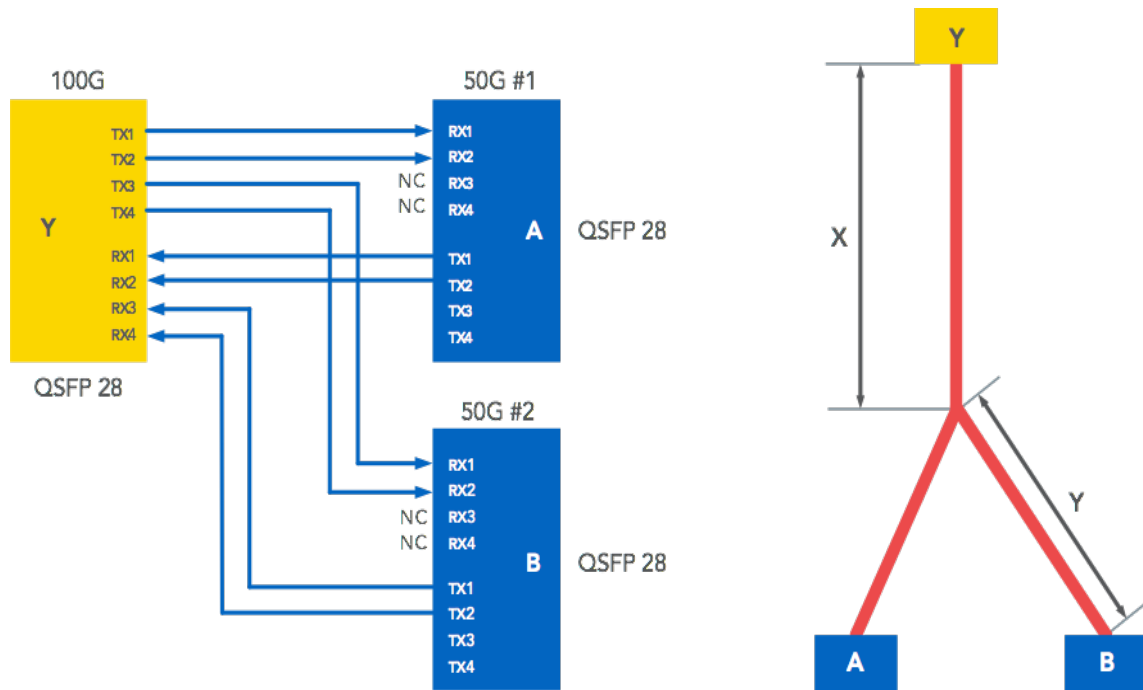 100G
TX1
TX2
TX3
TX4
Y
RX1
RX2
RX3
RX4
QSFP 28
50G #1
RX1
RX2
NC RX3
NC RX4
A
QSFP 28
TX1
TX2
TX3
TX4
50G #2
RX1
RX2
NC RX3
NC RX4
B
QSFP 28
TX1
TX2
TX3
TX4
Y
X
Y
A
B